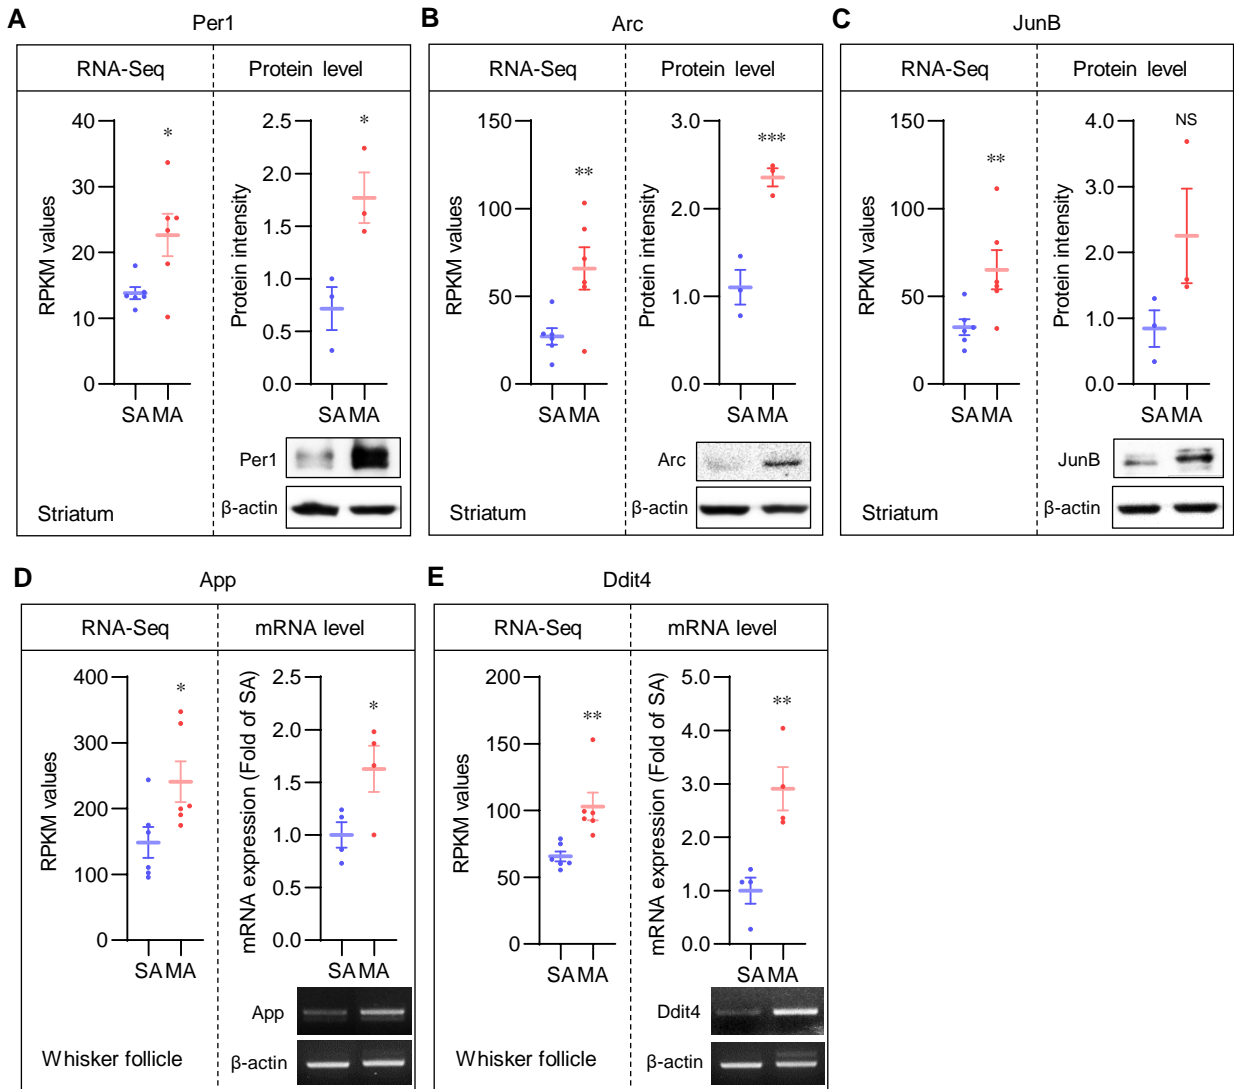 A
Per1
RNA-Seq
Protein level
RPKM values
40
30
20
10
0
*
SA MA
Protein intensity
2.5
2.0
1.5
1.0
0.5
0.0
*
SA MA
Per1
β-actin
Striatum
B
Arc
RNA-Seq
Protein level
RPKM values
150
100
50
0
**
SA MA
Protein intensity
3.0
2.0
1.0
0.0
***
SA MA
Arc
β-actin
Striatum
C
JunB
RNA-Seq
Protein level
RPKM values
150
100
50
0
**
SA MA
Protein intensity
4.0
3.0
2.0
1.0
0.0
NS
SA MA
JunB
β-actin
Striatum
D
App
RNA-Seq
mRNA level
RPKM values
400
300
200
100
0
*
SA MA
mRNA expression (Fold of SA)
2.5
2.0
1.5
1.0
0.5
0.0
*
SA MA
App
β-actin
Whisker follicle
E
Ddit4
RNA-Seq
mRNA level
RPKM values
200
150
100
50
0
**
SA MA
mRNA expression (Fold of SA)
5.0
4.0
3.0
2.0
1.0
0.0
**
SA MA
Ddit4
β-actin
Whisker follicle